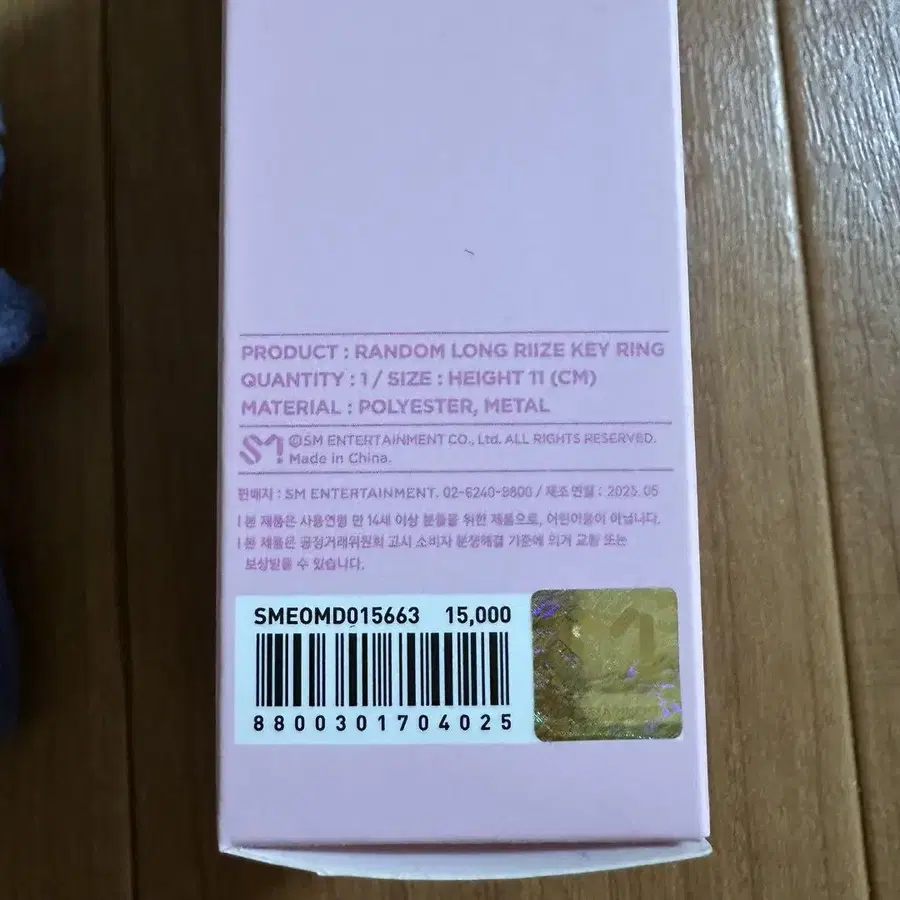 PRODUCT : RANDOM LONG RIIZE KEY RING
QUANTITY : 1 / SIZE : HEIGHT 11 (CM)
MATERIAL : POLYESTER, METAL
SM ©SM ENTERTAINMENT CO., Ltd. ALL RIGHTS RESERVED.
Made in China.
판매자 : SM ENTERTAINMENT. 02-6240-9800 / 제조연월 : 2025. 05
| 본 제품은 사용연령 만 14세 이상 분들을 위한 제품으로, 어린이용이 아닙니다.
| 본 제품은 공정거래위원회 고시 소비자 분쟁해결 기준에 의거 교환 또는
보상받을 수 있습니다.
SMEOMD015663 15,000
8800301704025